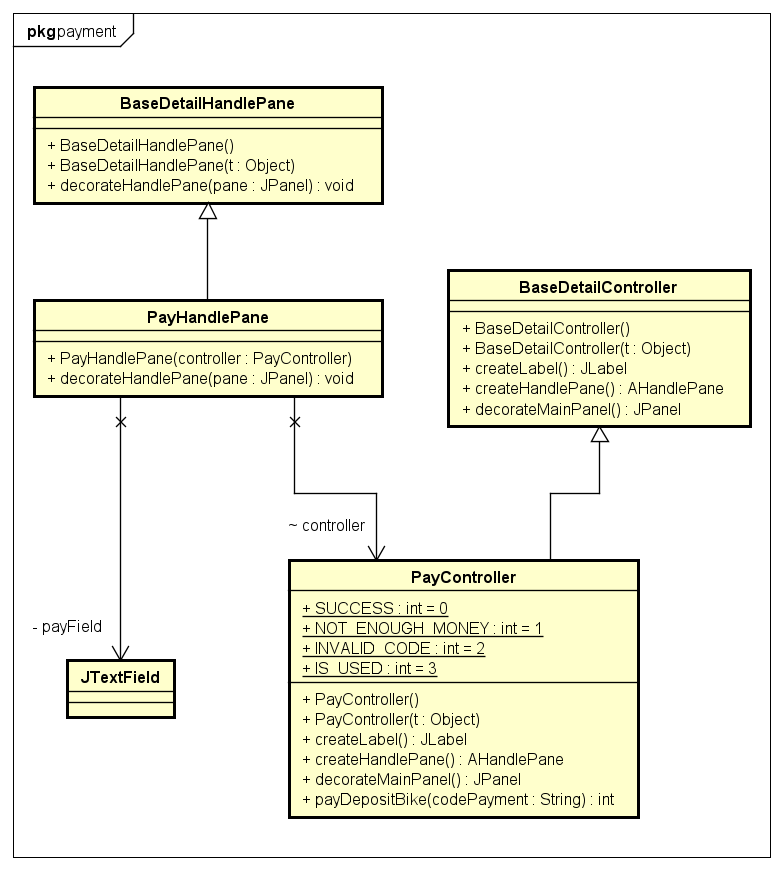 pkg payment
BaseDetailHandlePane
+ BaseDetailHandlePane()
+ BaseDetailHandlePane(t : Object)
+ decorateHandlePane(pane : JPanel) : void
PayHandlePane
+ PayHandlePane(controller : PayController)
+ decorateHandlePane(pane : JPanel) : void
BaseDetailController
+ BaseDetailController()
+ BaseDetailController(t : Object)
+ createLabel() : JLabel
+ createHandlePane() : AHandlePane
+ decorateMainPanel() : JPanel
~ controller
- payField
JTextField
PayController
+ SUCCESS : int = 0
+ NOT_ENOUGH_MONEY : int = 1
+ INVALID_CODE : int = 2
+ IS_USED : int = 3
+ PayController()
+ PayController(t : Object)
+ createLabel() : JLabel
+ createHandlePane() : AHandlePane
+ decorateMainPanel() : JPanel
+ payDepositBike(codePayment : String) : int